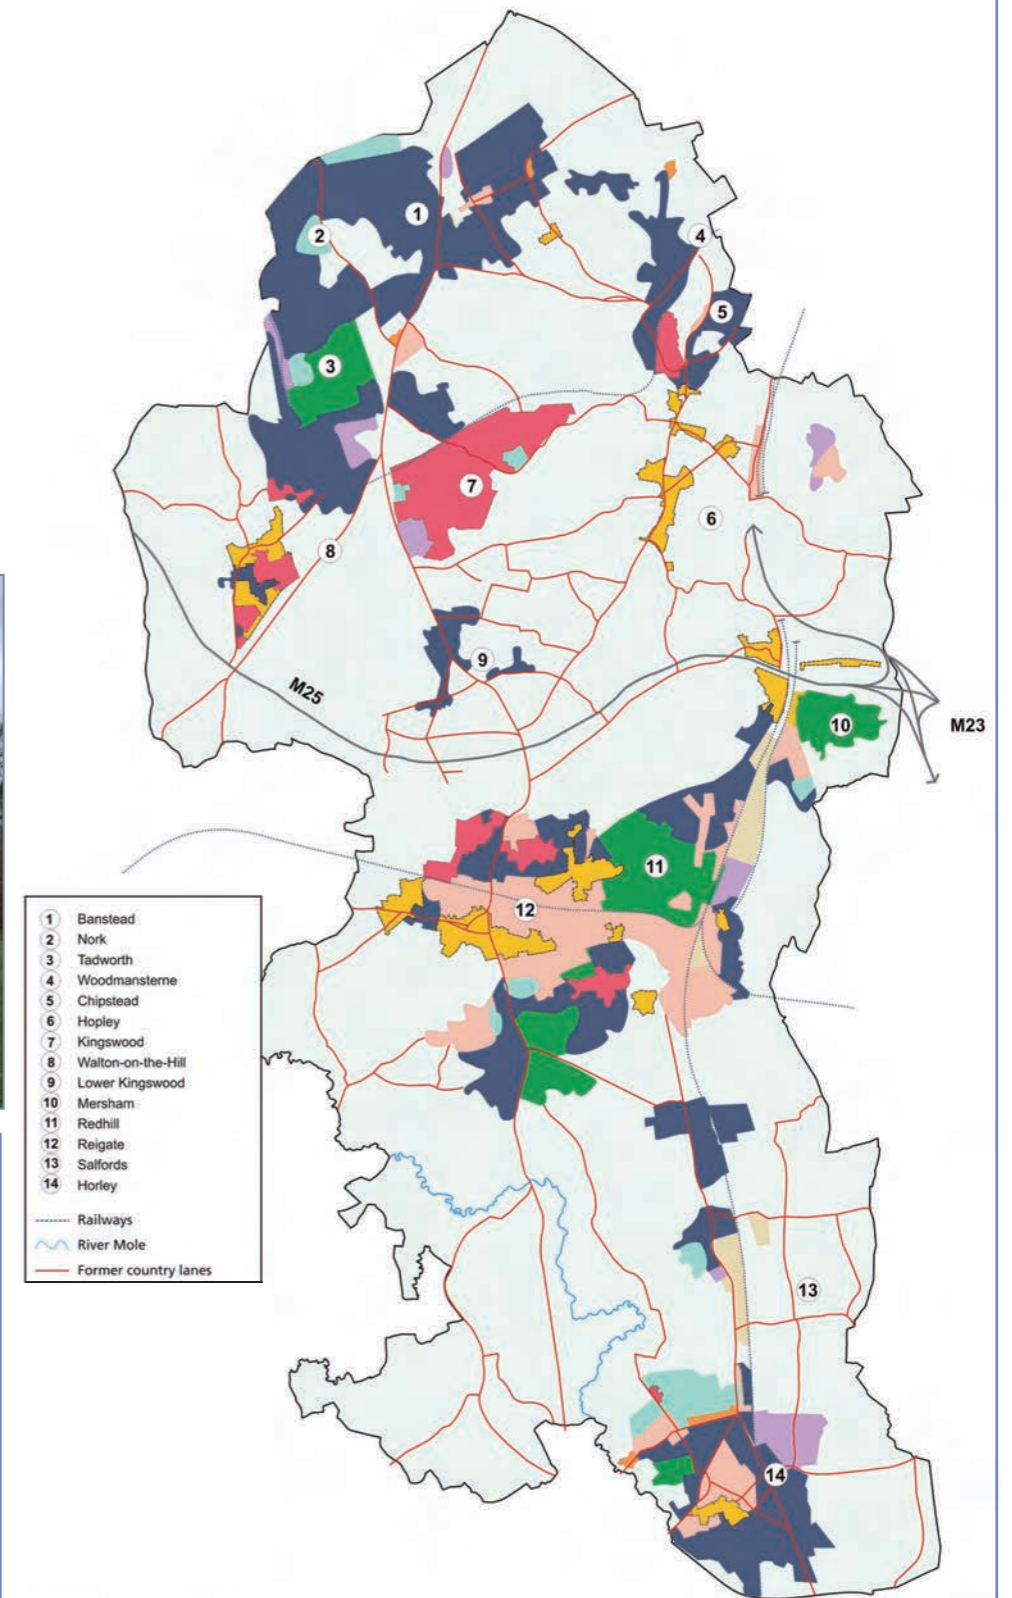 1
2
3
4
5
6
7
8
9
10
11
12
13
14
M25
M23
1 Banstead
2 Nork
3 Tadworth
4 Woodmansterne
5 Chipstead
6 Hopley
7 Kingswood
8 Walton-on-the-Hill
9 Lower Kingswood
10 Mersham
11 Redhill
12 Reigate
13 Salfords
14 Horley
Railways
River Mole
Former country lanes